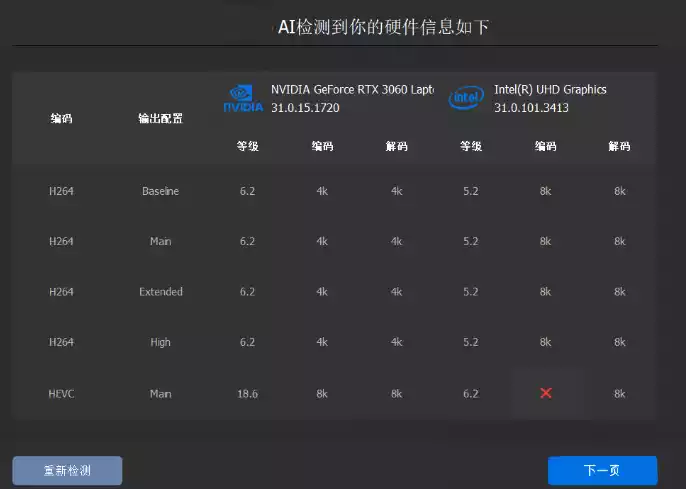 AI检测到你的硬件信息如下
编码 输出配置 NVIDIA NVIDIA GeForce RTX 3060 Lapt intel Intel(R) UHD Graphics
31.0.15.1720 31.0.101.3413
等级 编码 解码 等级 编码 解码
H264 Baseline 6.2 4k 4k 5.2 8k 8k
H264 Main 6.2 4k 4k 5.2 8k 8k
H264 Extended 6.2 4k 4k 5.2 8k 8k
H264 High 6.2 4k 4k 5.2 8k 8k
HEVC Main 18.6 8k 8k 6.2 8k
重新检测 下一页